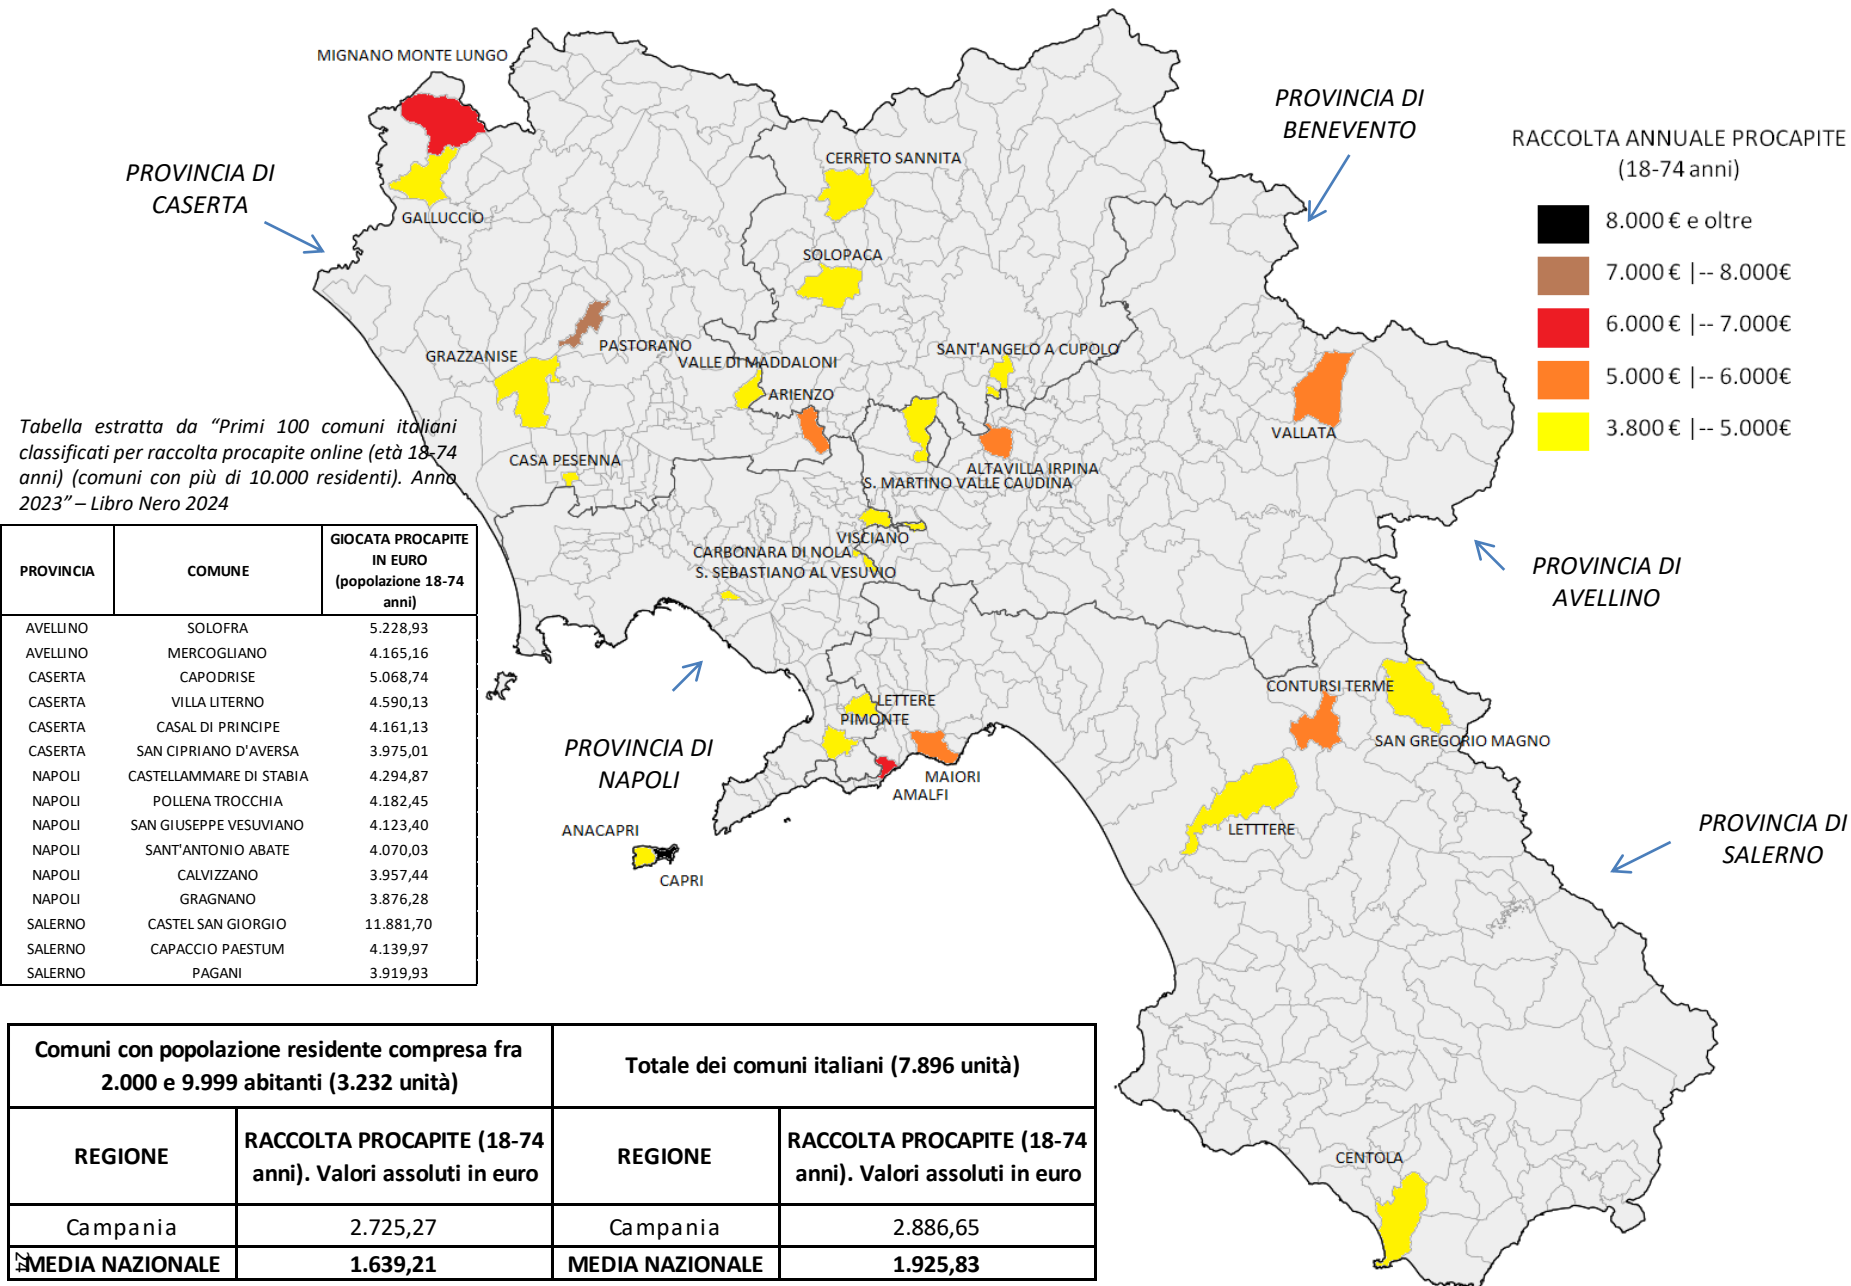 MIGNANO MONTE LUNGO
PROVINCIA DI
BENEVENTO
RACCOLTA ANNUALE PROCAPITE
(18-74 anni)
8.000 € e oltre
7.000 € |-- 8.000€
6.000 € |-- 7.000€
5.000 € |-- 6.000€
3.800 € |-- 5.000€
PROVINCIA DI
CASERTA
CERRETO SANNITA
GALLUCCIO
SOLOPACA
PASTORANO
GRAZZANISE
VALLE DI MADDALONI
SANT'ANGELO A CUPOLO
ARIENZO
VALLATA
CASA PESENNA
ALTAVILLA IRPINA
S. MARTINO VALLE CAUDINA
VISCIANO
CARBONARA DI NOLA
S. SEBASTIANO AL VESUVIO
PROVINCIA DI
AVELLINO
Tabella estratta da “Primi 100 comuni italiani
classificati per raccolta procapite online (età 18-74
anni) (comuni con più di 10.000 residenti). Anno
2023” – Libro Nero 2024
PROVINCIA COMUNE GIOCATA PROCAPITE
IN EURO
(popolazione 18-74
anni)
AVELLINO SOLOFRA 5.228,93
AVELLINO MERCOGLIANO 4.165,16
CASERTA CAPODRISE 5.068,74
CASERTA VILLA LITERNO 4.590,13
CASERTA CASAL DI PRINCIPE 4.161,13
CASERTA SAN CIPRIANO D'AVERSA 3.975,01
NAPOLI CASTELLAMMARE DI STABIA 4.294,87
NAPOLI POLLENA TROCCHIA 4.182,45
NAPOLI SAN GIUSEPPE VESUVIANO 4.123,40
NAPOLI SANT'ANTONIO ABATE 4.070,03
NAPOLI CALVIZZANO 3.957,44
NAPOLI GRAGNANO 3.876,28
SALERNO CASTEL SAN GIORGIO 11.881,70
SALERNO CAPACCIO PAESTUM 4.139,97
SALERNO PAGANI 3.919,93
CONTURSI TERME
LETTERE
PIMONTE
SAN GREGORIO MAGNO
PROVINCIA DI
NAPOLI
MAIORI
AMALFI
ANACAPRI
CAPRI
LETTTERE
PROVINCIA DI
SALERNO
CENTOLA
Comuni con popolazione residente compresa fra
2.000 e 9.999 abitanti (3.232 unità)
Totale dei comuni italiani (7.896 unità)
REGIONE RACCOLTA PROCAPITE (18-74
anni). Valori assoluti in euro
REGIONE RACCOLTA PROCAPITE (18-74
anni). Valori assoluti in euro
Campania 2.725,27 Campania 2.886,65
MEDIA NAZIONALE 1.639,21 MEDIA NAZIONALE 1.925,83
24